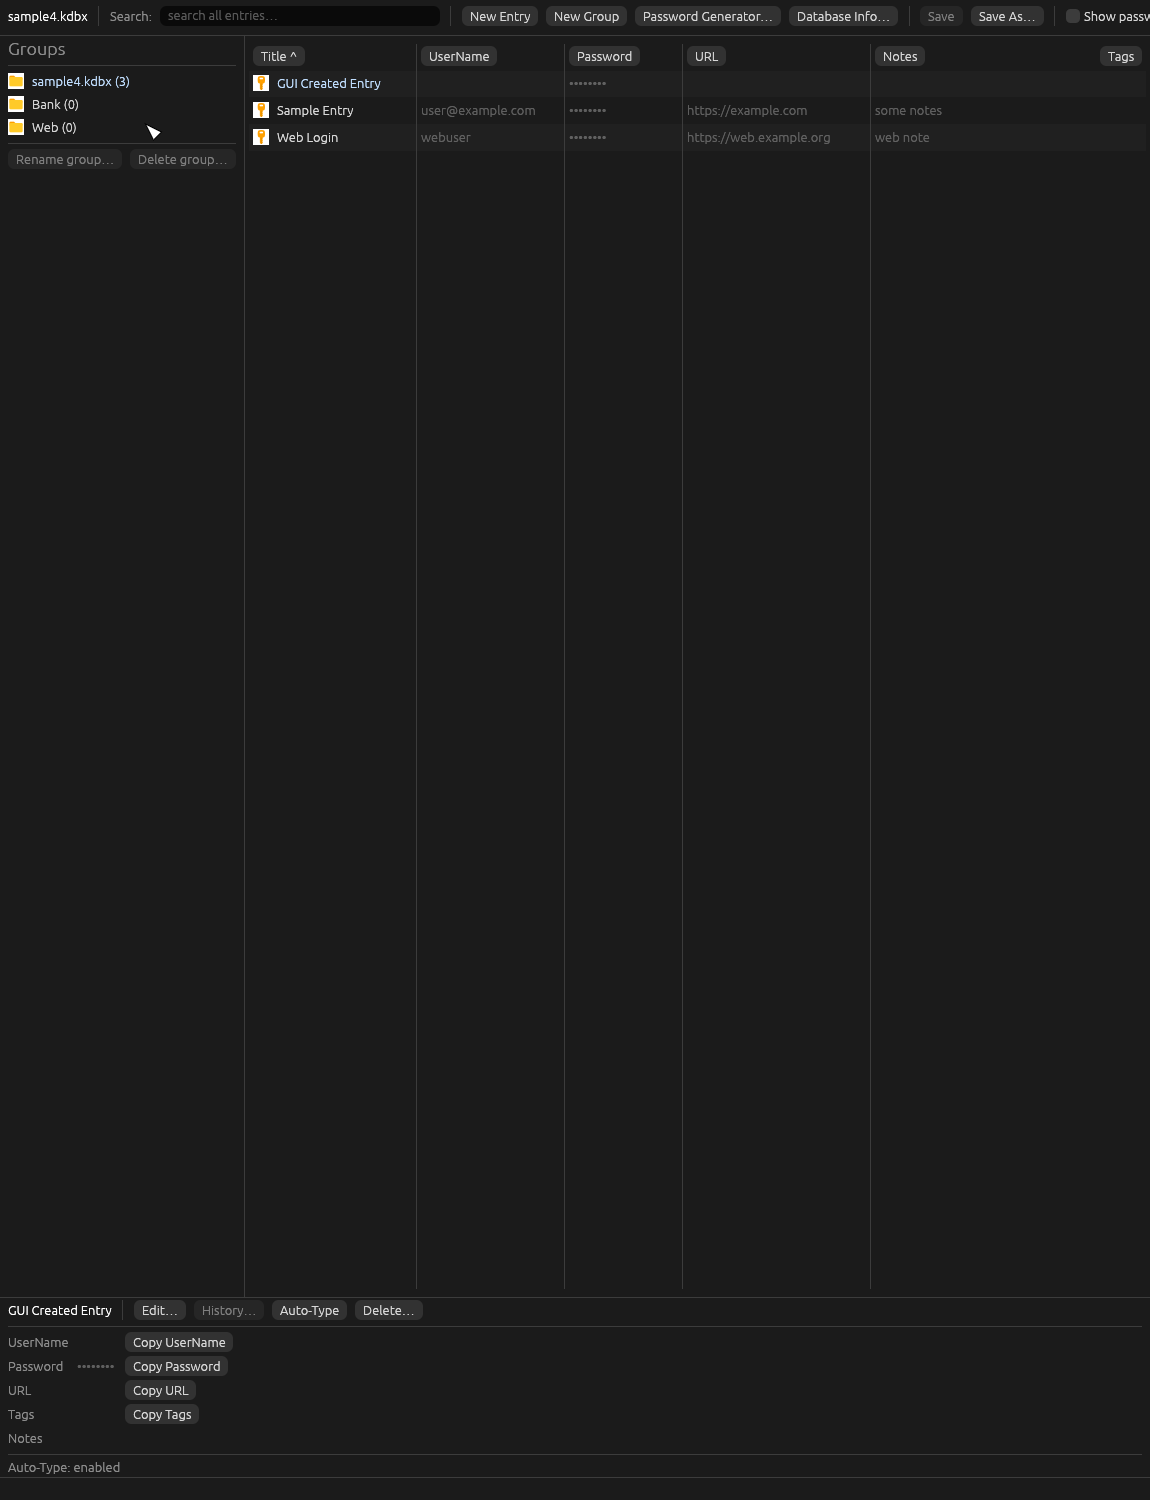 sample4.kdbx Search: search all entries... New Entry New Group Password Generator... Database Info... Save Save As... Show passw
Groups
sample4.kdbx (3)
Bank (0)
Web (0)
Rename group... Delete group...
Title ^ UserName Password URL Notes Tags
GUI Created Entry ••••••••
Sample Entry user@example.com •••••••• https://example.com some notes
Web Login webuser •••••••• https://web.example.org web note
GUI Created Entry Edit... History... Auto-Type Delete...
UserName Copy UserName
Password •••••••• Copy Password
URL Copy URL
Tags Copy Tags
Notes
Auto-Type: enabled